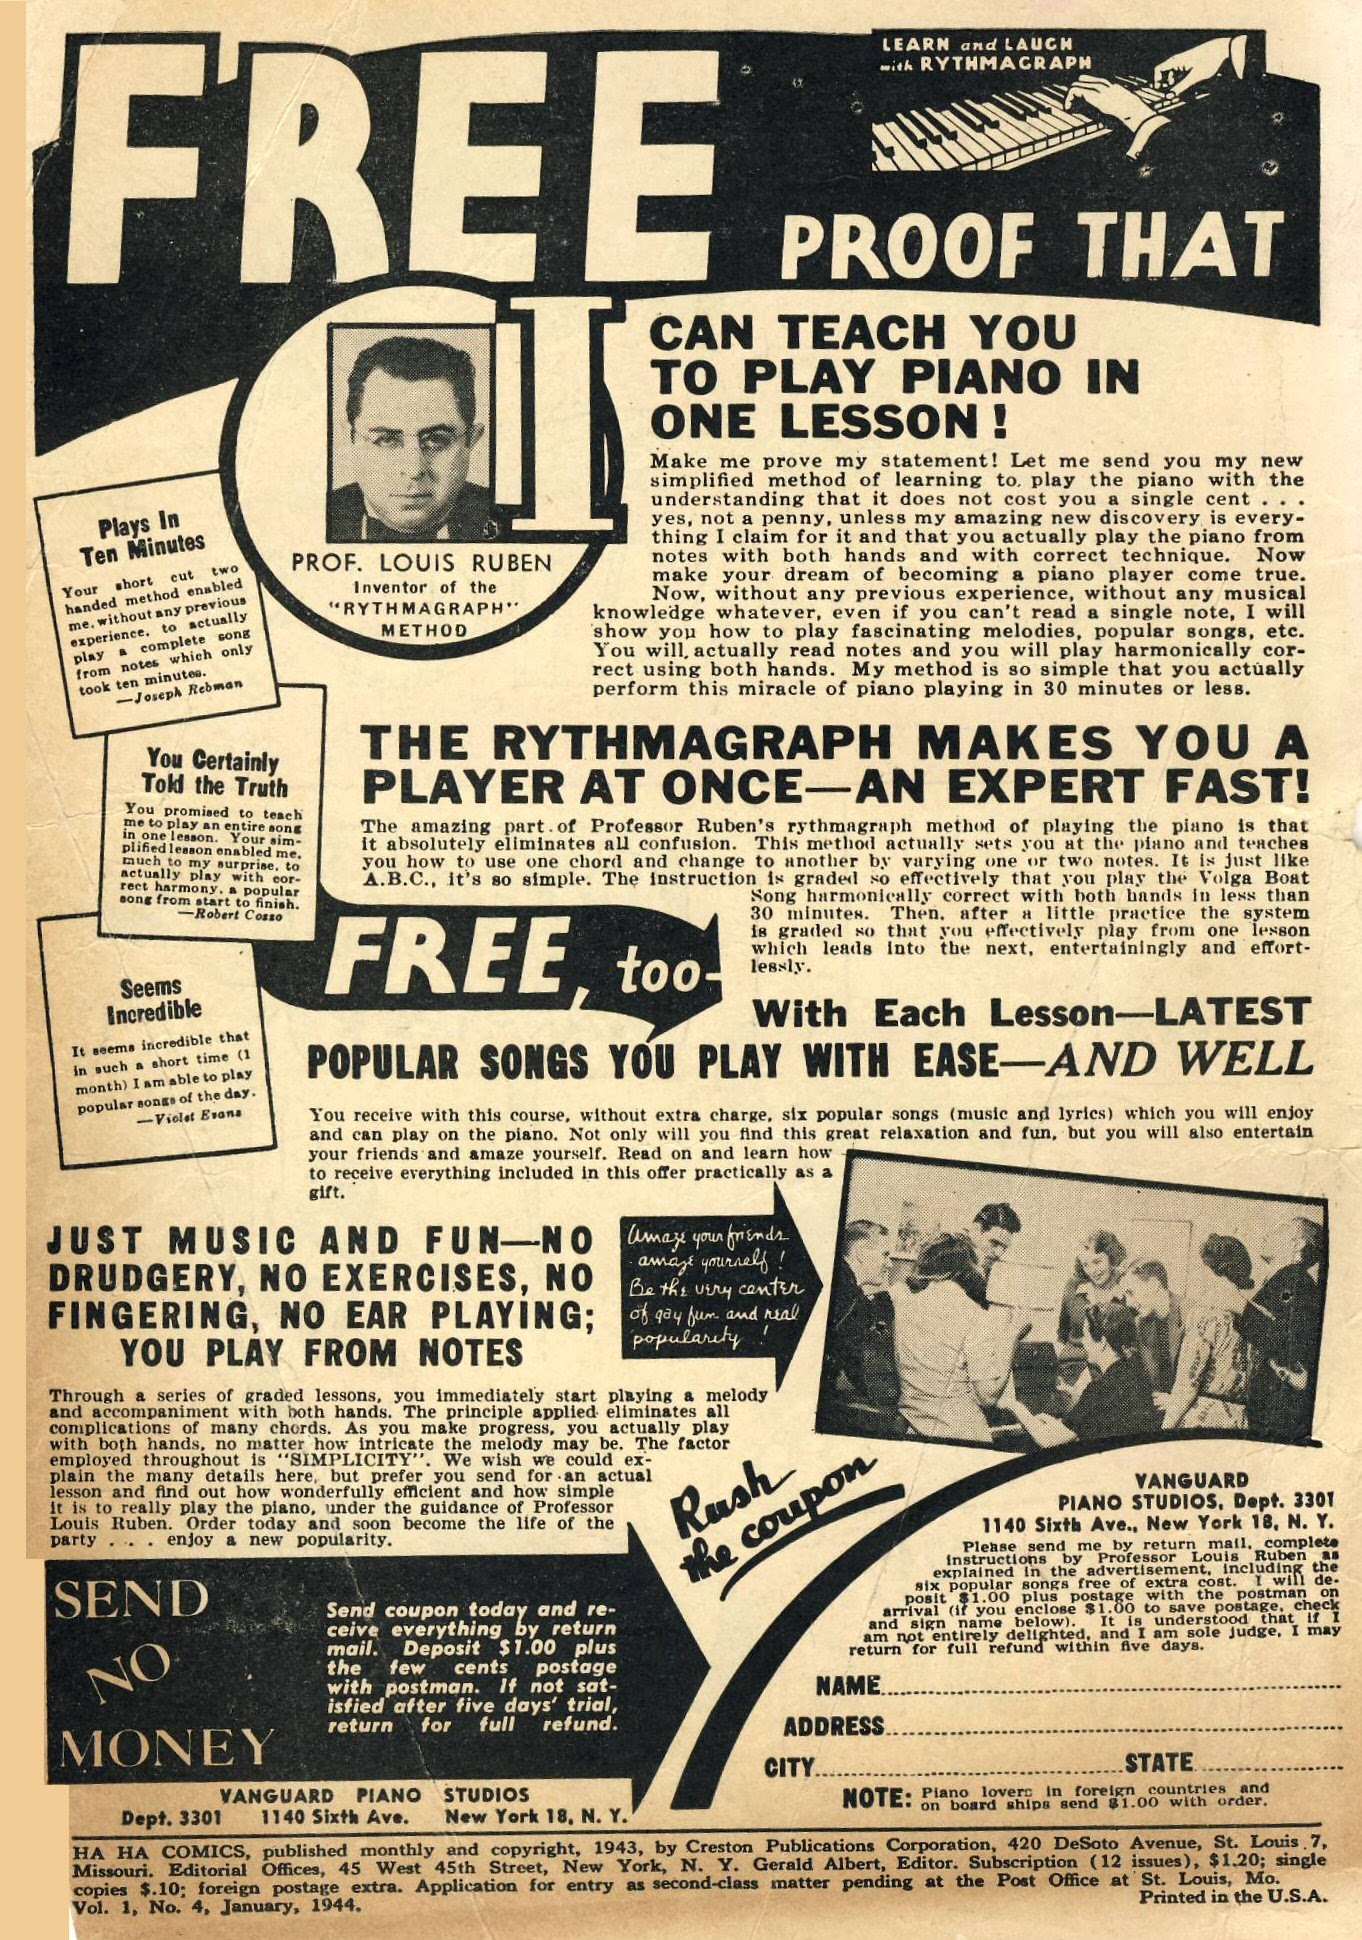 FREE
LEARN and LAUGH
with RYTHMAGRAPH
PROOF THAT
I
CAN TEACH YOU
TO PLAY PIANO IN
ONE LESSON!
PROF. LOUIS RUBEN
Inventor of the
"RYTHMAGRAPH"
METHOD
Make me prove my statement! Let me send you my new
simplified method of learning to play the piano with the
understanding that it does not cost you a single cent . . .
yes, not a penny, unless my amazing new discovery is every-
thing I claim for it and that you actually play the piano from
notes with both hands and with correct technique. Now
make your dream of becoming a piano player come true.
Now, without any previous experience, without any musical
knowledge whatever, even if you can't read a single note, I will
show you how to play fascinating melodies, popular songs, etc.
You will actually read notes and you will play harmonically cor-
rect using both hands. My method is so simple that you actually
perform this miracle of piano playing in 30 minutes or less.
Plays In
Ten Minutes
Your short cut two
handed method enabled
me, without any previous
experience, to actually
play a complete song
from notes which only
took ten minutes.
—Joseph Rebman
You Certainly
Told the Truth
You promised to teach
me to play an entire song
in one lesson. Your sim-
plified lesson enabled me,
much to my surprise, to
actually play with cor-
rect harmony, a popular
song from start to finish.
—Robert Cosso
Seems
Incredible
It seems incredible that
in such a short time (1
month) I am able to play
popular songs of the day.
—Violet Evans
THE RYTHMAGRAPH MAKES YOU A
PLAYER AT ONCE—AN EXPERT FAST!
The amazing part of Professor Ruben's rythmagraph method of playing the piano is that
it absolutely eliminates all confusion. This method actually sets you at the piano and teaches
you how to use one chord and change to another by varying one or two notes. It is just like
A.B.C., it's so simple. The instruction is graded so effectively that you play the Volga Boat
Song harmonically correct with both hands in less than
30 minutes. Then, after a little practice the system
is graded so that you effectively play from one lesson
which leads into the next, entertainingly and effort-
lessly.
FREE, too-
With Each Lesson—LATEST
POPULAR SONGS YOU PLAY WITH EASE—AND WELL
You receive with this course, without extra charge, six popular songs (music and lyrics) which you will enjoy
and can play on the piano. Not only will you find this great relaxation and fun, but you will also entertain
your friends and amaze yourself. Read on and learn how
to receive everything included in this offer practically as a
gift.
JUST MUSIC AND FUN—NO
DRUDGERY, NO EXERCISES, NO
FINGERING, NO EAR PLAYING;
YOU PLAY FROM NOTES
Amaze your friends
amaze yourself!
Be the very center
of gay fun and real
popularity!
Through a series of graded lessons, you immediately start playing a melody
and accompaniment with both hands. The principle applied eliminates all
complications of many chords. As you make progress, you actually play
with both hands, no matter how intricate the melody may be. The factor
employed throughout is "SIMPLICITY". We wish we could ex-
plain the many details here, but prefer you send for an actual
lesson and find out how wonderfully efficient and how simple
it is to really play the piano, under the guidance of Professor
Louis Ruben. Order today and soon become the life of the
party . . . enjoy a new popularity.
Rush
the coupon
SEND
NO
MONEY
Send coupon today and re-
ceive everything by return
mail. Deposit $1.00 plus
the few cents postage
with postman. If not sat-
isfied after five days' trial,
return for full refund.
VANGUARD PIANO STUDIOS
Dept. 3301 1140 Sixth Ave. New York 18, N. Y.
VANGUARD
PIANO STUDIOS, Dept. 3301
1140 Sixth Ave., New York 18, N. Y.
Please send me by return mail, complete
instructions by Professor Louis Ruben as
explained in the advertisement, including the
six popular songs free of extra cost. I will de-
posit $1.00 plus postage with the postman on
arrival (if you enclose $1.00 to save postage, check
and sign name below). It is understood that if I
am not entirely delighted, and I am sole judge, I may
return for full refund within five days.
NAME
ADDRESS
CITY STATE
NOTE: Piano lovers in foreign countries and
on board ships send $1.00 with order.
HA HA COMICS, published monthly and copyright, 1943, by Creston Publications Corporation, 420 DeSoto Avenue, St. Louis 7,
Missouri. Editorial Offices, 45 West 45th Street, New York, N. Y. Gerald Albert, Editor. Subscription (12 issues), $1.20; single
copies $.10; foreign postage extra. Application for entry as second-class matter pending at the Post Office at St. Louis, Mo.
Vol. 1, No. 4, January, 1944. Printed in the U.S.A.